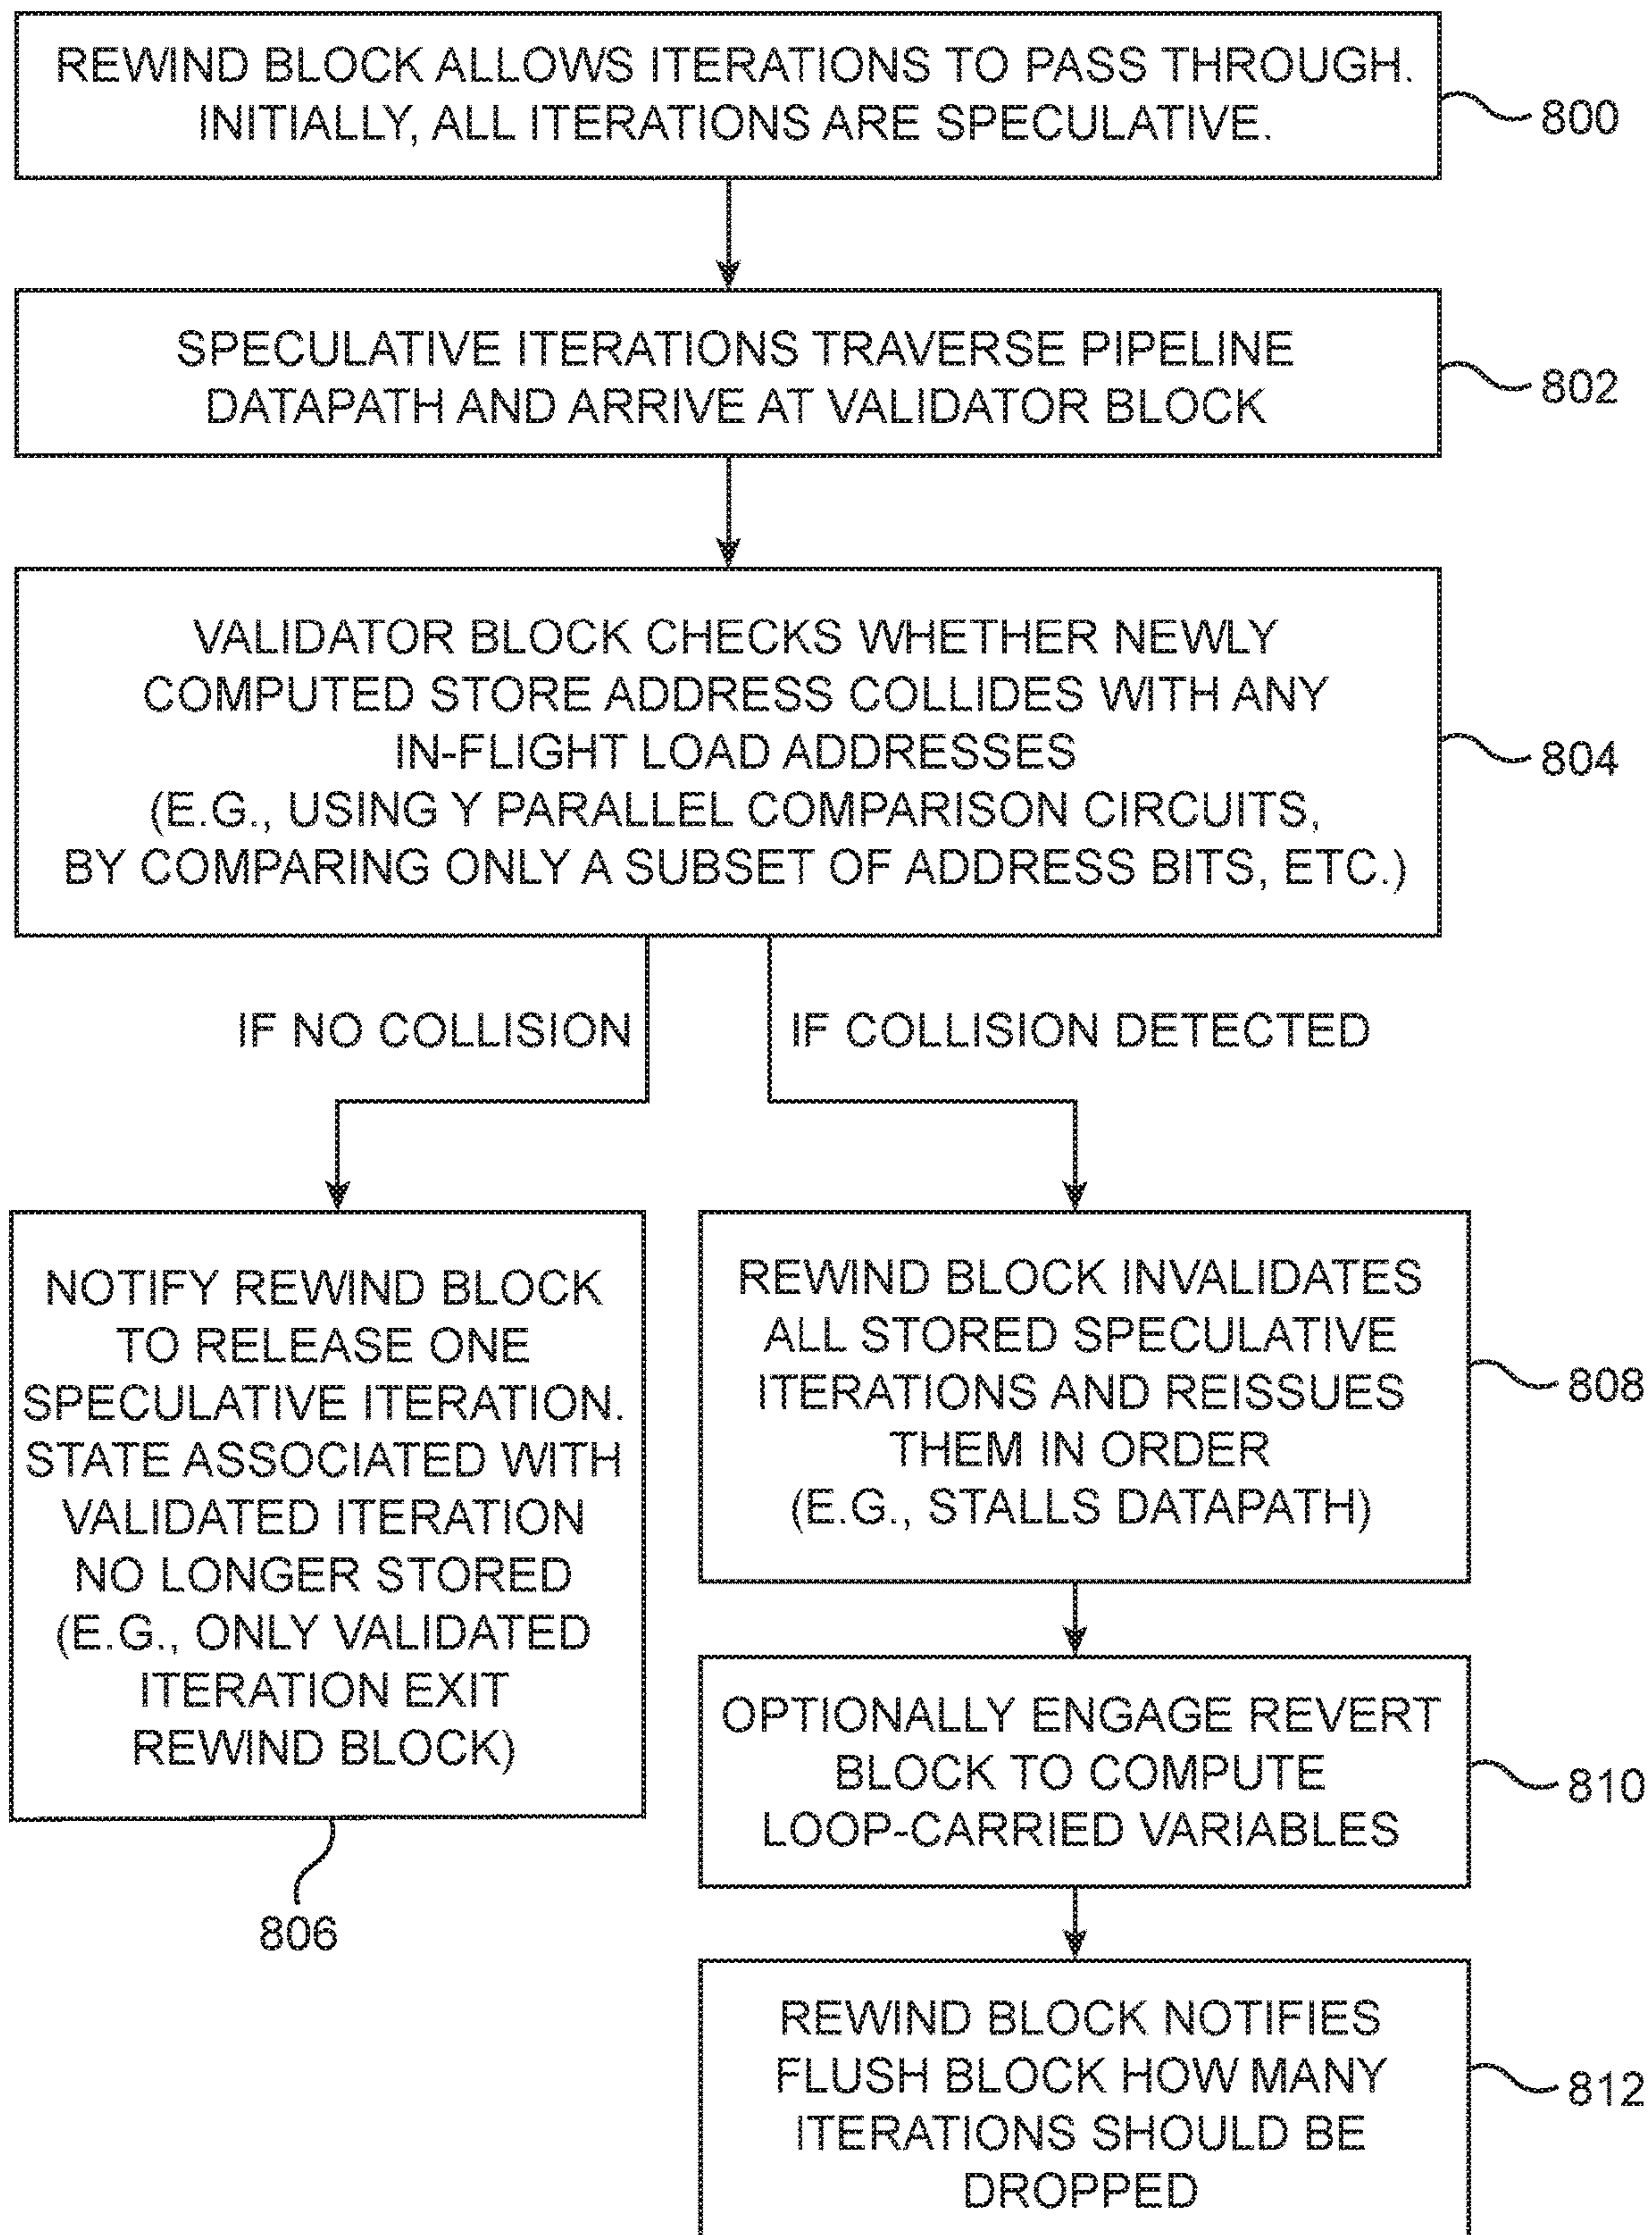 REWIND BLOCK ALLOWS ITERATIONS TO PASS THROUGH.
INITIALLY, ALL ITERATIONS ARE SPECULATIVE.
800
SPECULATIVE ITERATIONS TRAVERSE PIPELINE
DATAPATH AND ARRIVE AT VALIDATOR BLOCK
802
VALIDATOR BLOCK CHECKS WHETHER NEWLY
COMPUTED STORE ADDRESS COLLIDES WITH ANY
IN-FLIGHT LOAD ADDRESSES
(E.G., USING Y PARALLEL COMPARISON CIRCUITS,
BY COMPARING ONLY A SUBSET OF ADDRESS BITS, ETC.)
804
IF NO COLLISION
IF COLLISION DETECTED
NOTIFY REWIND BLOCK
TO RELEASE ONE
SPECULATIVE ITERATION.
STATE ASSOCIATED WITH
VALIDATED ITERATION
NO LONGER STORED
(E.G., ONLY VALIDATED
ITERATION EXIT
REWIND BLOCK)
806
REWIND BLOCK INVALIDATES
ALL STORED SPECULATIVE
ITERATIONS AND REISSUES
THEM IN ORDER
(E.G., STALLS DATAPATH)
808
OPTIONALLY ENGAGE REVERT
BLOCK TO COMPUTE
LOOP-CARRIED VARIABLES
810
REWIND BLOCK NOTIFIES
FLUSH BLOCK HOW MANY
ITERATIONS SHOULD BE
DROPPED
812